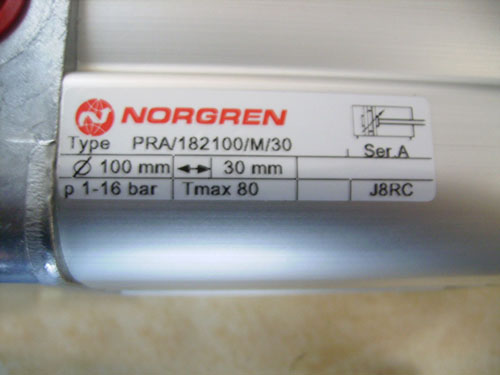 NORGREN
Type PRA/182100/M/30 Ser.A
Ø 100 mm ◄-► 30 mm
p 1-16 bar Tmax 80 J8RC